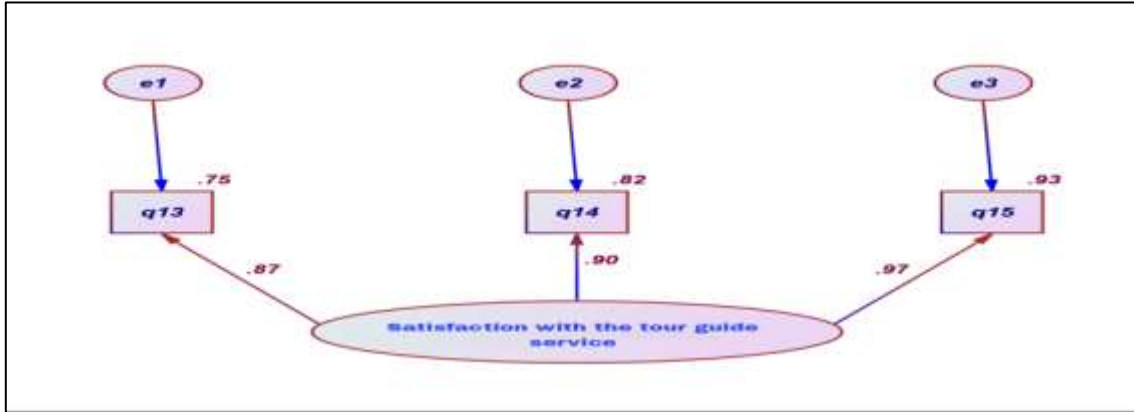 e1
e2
e3
.75
.82
.93
q13
q14
q15
.87
.90
.97
Satisfaction with the tour guide
service